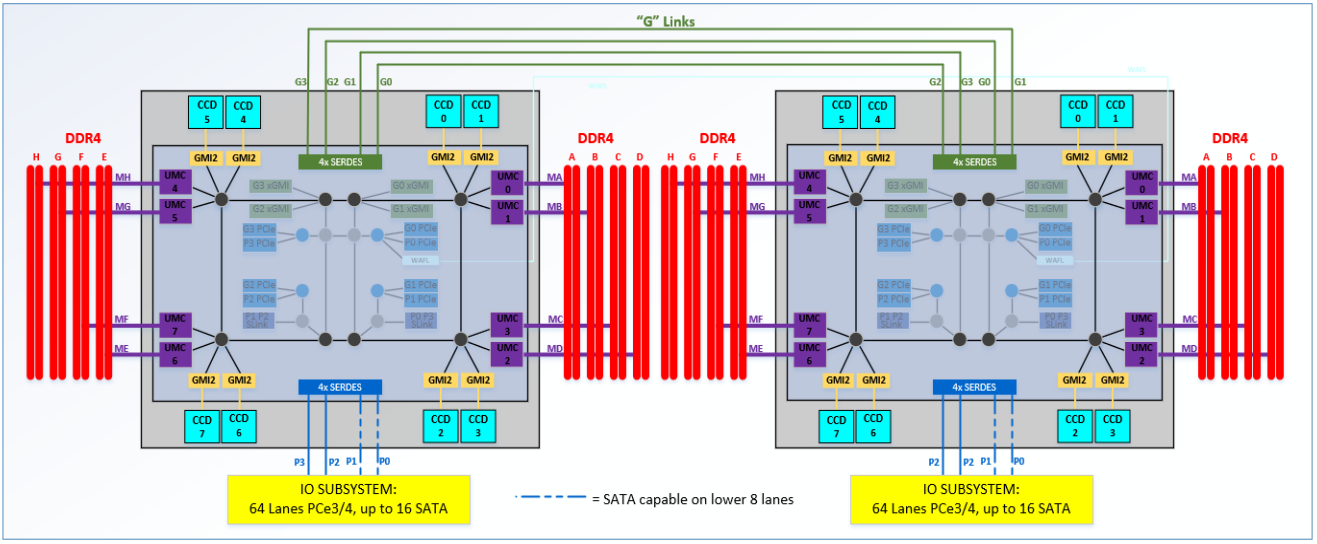 "G" Links
G3 G2 G1 G0
G2 G3 G0 G1
CCD 5
CCD 4
CCD 0
CCD 1
CCD 5
CCD 4
CCD 0
CCD 1
DDR4
DDR4
DDR4
DDR4
H G F E
A B C D
H G F E
A B C D
GMI2 GMI2
4x SERDES
GMI2 GMI2
GMI2 GMI2
4x SERDES
GMI2 GMI2
MH
UMC 4
G3 xGMI
G0 xGMI
UMC 0
MA
MH
UMC 4
G3 xGMI
G0 xGMI
UMC 0
MA
MG
UMC 5
G2 xGMI
G1 xGMI
UMC 1
MB
MG
UMC 5
G2 xGMI
G1 xGMI
UMC 1
MB
G3 PCIe
G0 PCIe
G3 PCIe
G0 PCIe
P3 PCIe
P0 PCIe
P3 PCIe
P0 PCIe
WAFL
WAFL
G2 PCIe
G1 PCIe
G2 PCIe
G1 PCIe
P2 PCIe
P1 PCIe
P2 PCIe
P1 PCIe
MF
UMC 7
P1 P2
SLink
P0 P3
SLink
UMC 3
MC
MF
UMC 7
P1 P2
SLink
P0 P3
SLink
UMC 3
MC
ME
UMC 6
UMC 2
MD
ME
UMC 6
UMC 2
MD
GMI2 GMI2
4x SERDES
GMI2 GMI2
GMI2 GMI2
4x SERDES
GMI2 GMI2
CCD 7
CCD 6
CCD 2
CCD 3
CCD 7
CCD 6
CCD 2
CCD 3
P3 P2 P1 P0
P2 P2 P1 P0
IO SUBSYSTEM:
64 Lanes PCe3/4, up to 16 SATA
= SATA capable on lower 8 lanes
IO SUBSYSTEM:
64 Lanes PCe3/4, up to 16 SATA